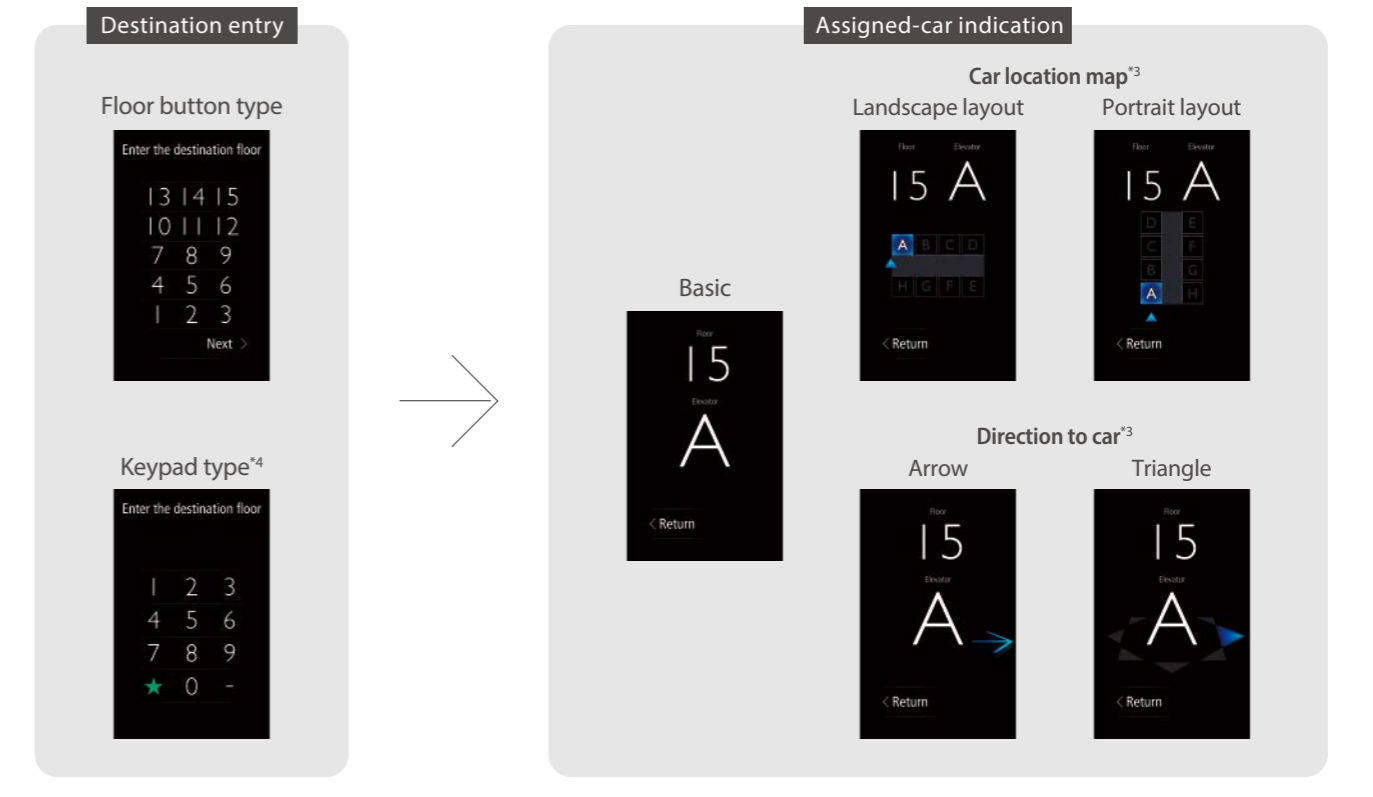 Destination entry
Floor button type
Enter the destination floor
13 14 15
10 11 12
7 8 9
4 5 6
1 2 3
Next >
Keypad type*4
Enter the destination floor
1 2 3
4 5 6
7 8 9
★ 0 -
Assigned-car indication
Basic
Floor
15
Elevator
A
< Return
Car location map*3
Landscape layout
Floor Elevator
15 A
A B C D
H G F E
< Return
Portrait layout
Floor Elevator
15 A
D E
C F
B G
A H
< Return
Direction to car*3
Arrow
Floor
15
Elevator
A
< Return
Triangle
Floor
15
Elevator
A
< Return